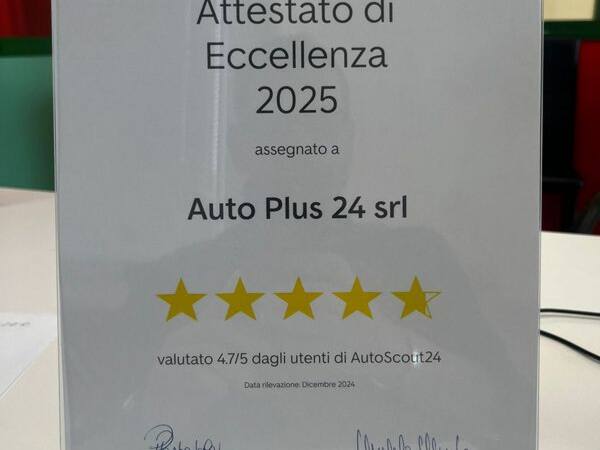 Attestato di
Eccellenza
2025
assegnato a
Auto Plus 24 srl
valutato 4.7/5 dagli utenti di AutoScout24
Data rilevazione: Dicembre 2024